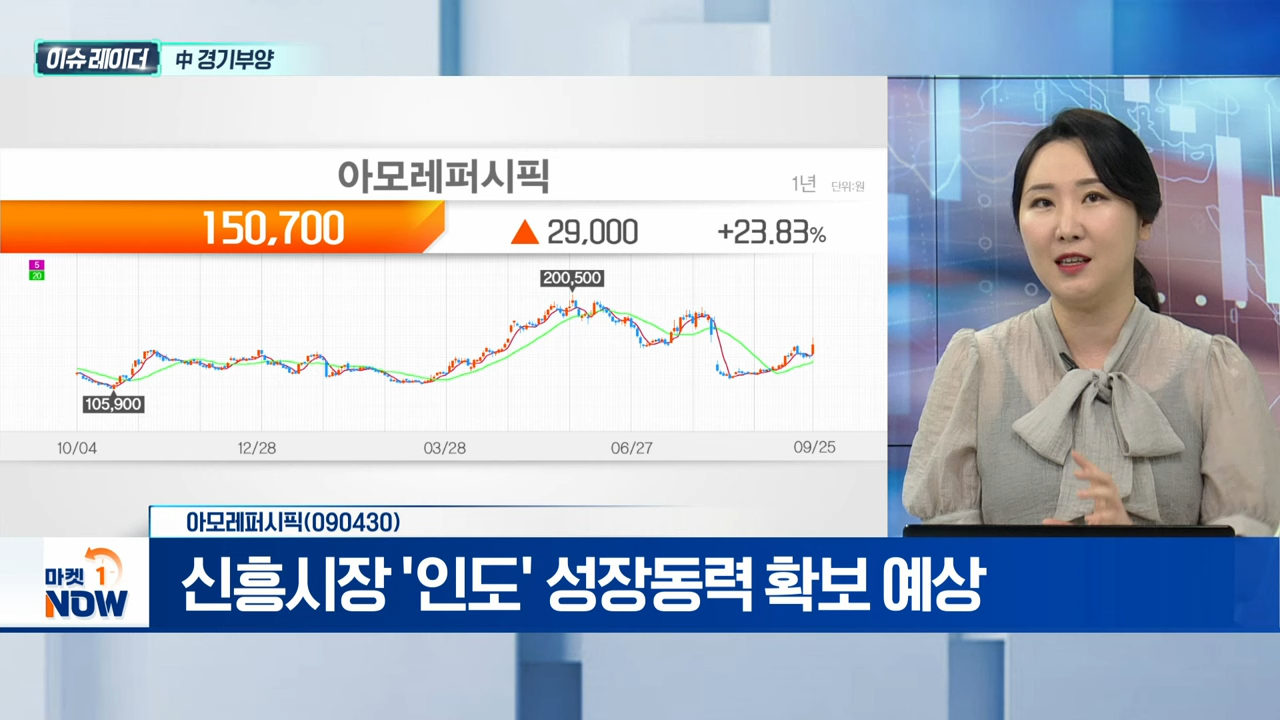 이슈레이더 中 경기부양
아모레퍼시픽
1년 단위:원
150,700 ▲ 29,000 +23.83%
5
20
200,500
105,900
10/04 12/28 03/28 06/27 09/25
아모레퍼시픽(090430)
마켓 1
NOW
신흥시장 '인도' 성장동력 확보 예상